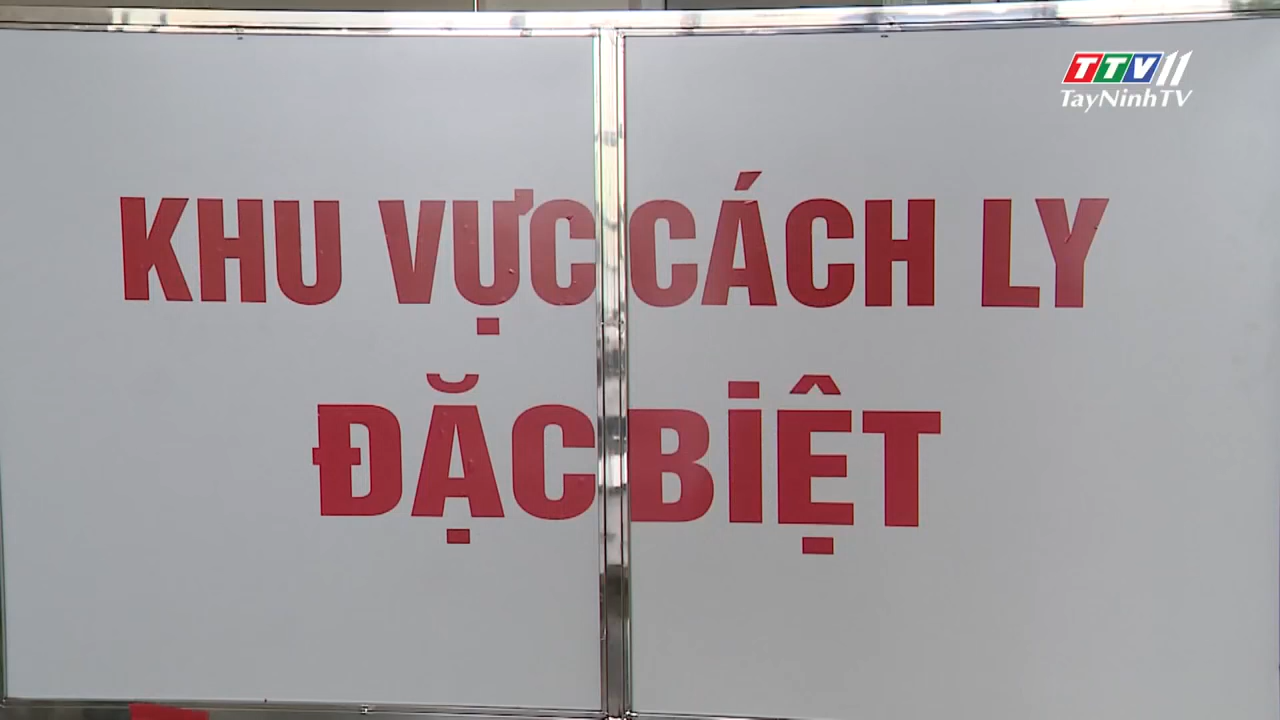 TTV11
TayNinhTV
KHU VỰC CÁCH LY
ĐẶC BIỆT